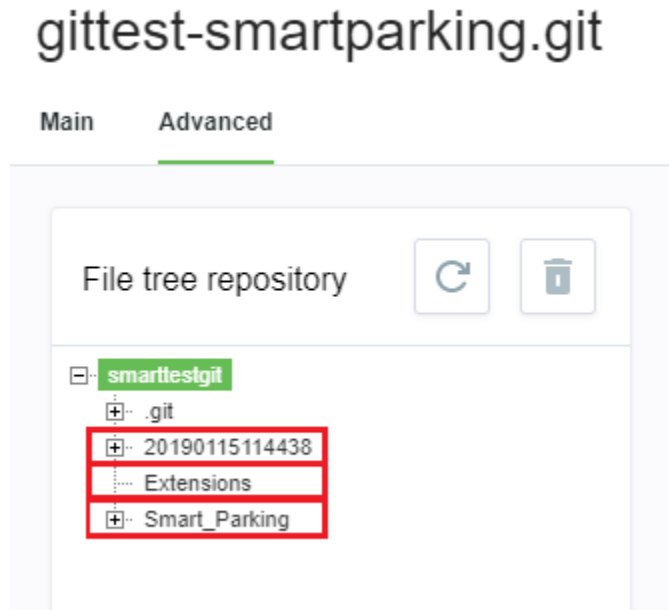 gittest-smartparking.git
Main Advanced
File tree repository
smarttestgit
.git
20190115114438
Extensions
Smart_Parking